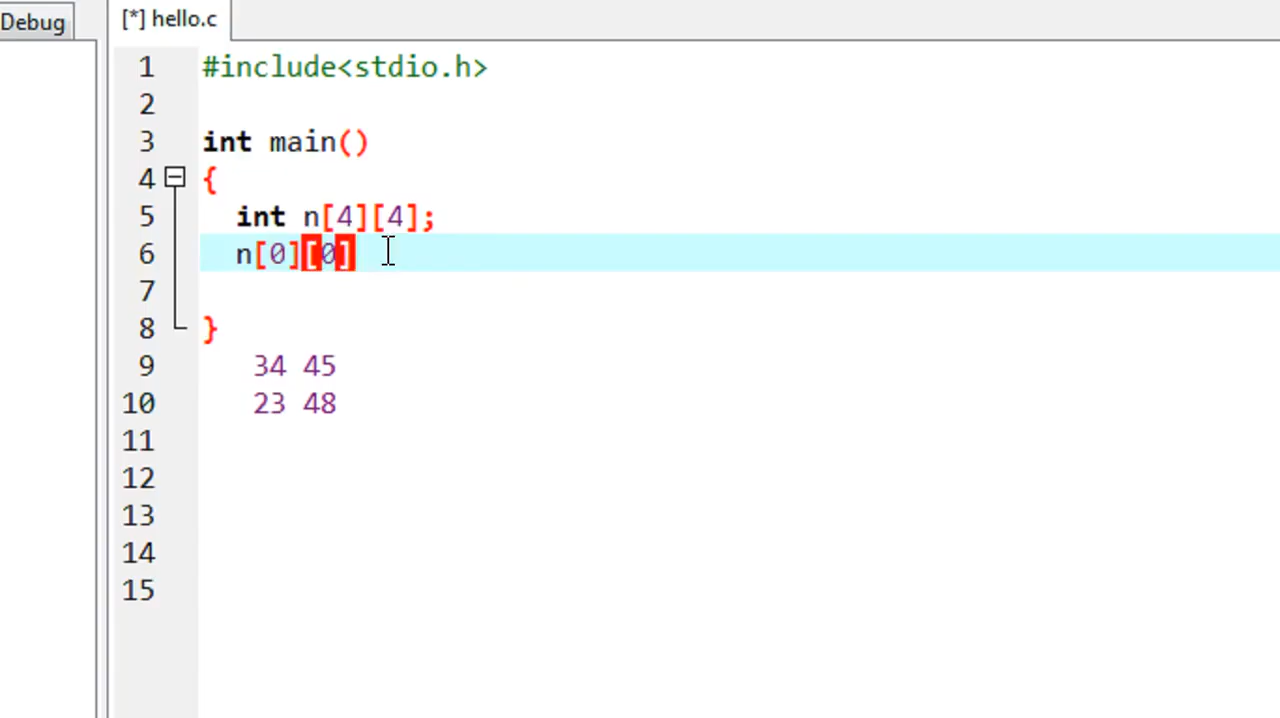 Debug [*] hello.c
1 #include<stdio.h>
2
3 int main()
4 {
5 int n[4][4];
6 n[0][0]
7
8 }
9 34 45
10 23 48
11
12
13
14
15